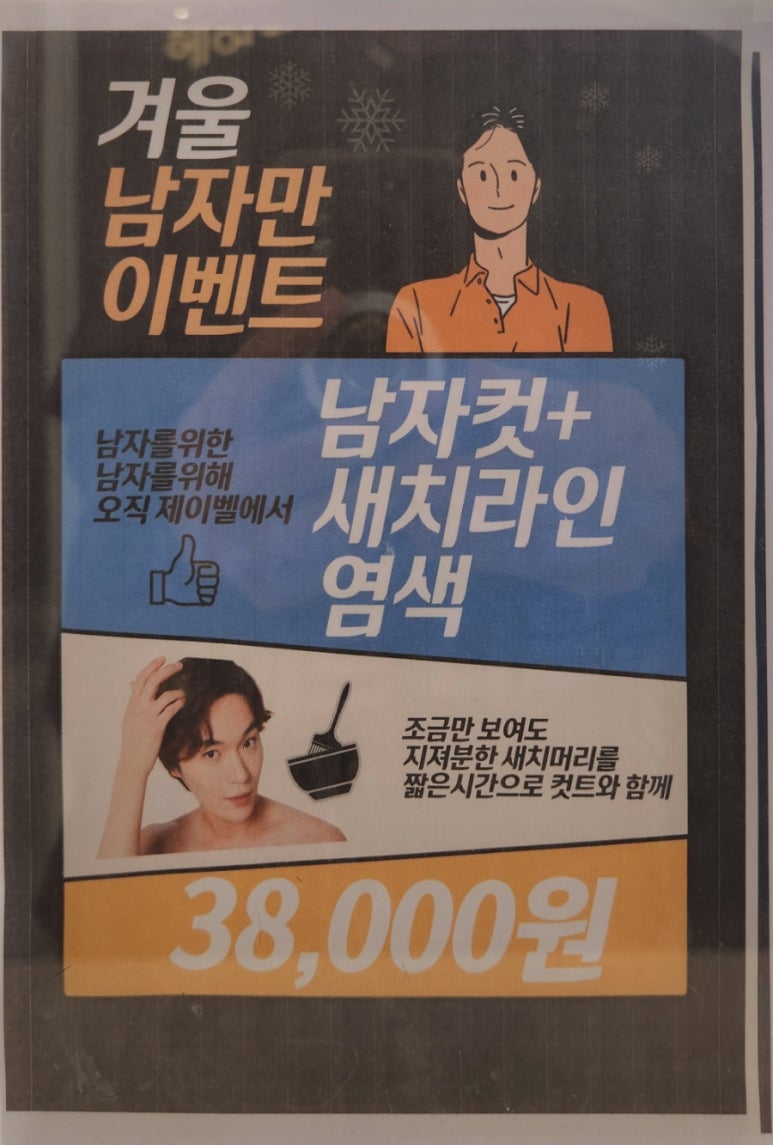 겨울
남자만
이벤트
남자를위한
남자를위해
오직 제이벨에서
남자컷+
새치라인
염색
조금만 보여도
지져분한 새치머리를
짧은시간으로 컷트와 함께
38,000원